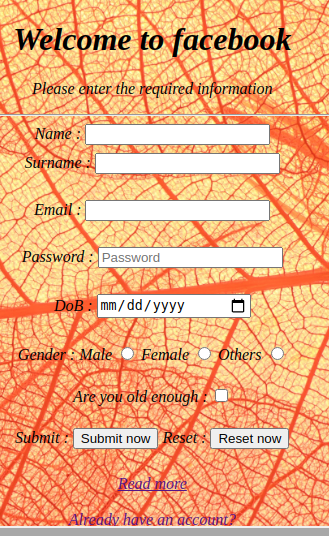 Welcome to facebook
Please enter the required information
Name :
Surname :
Email :
Password : Password
DoB : mm/dd/yyyy
Gender : Male Female Others
Are you old enough :
Submit : Submit now Reset : Reset now
Read more
Already have an account?